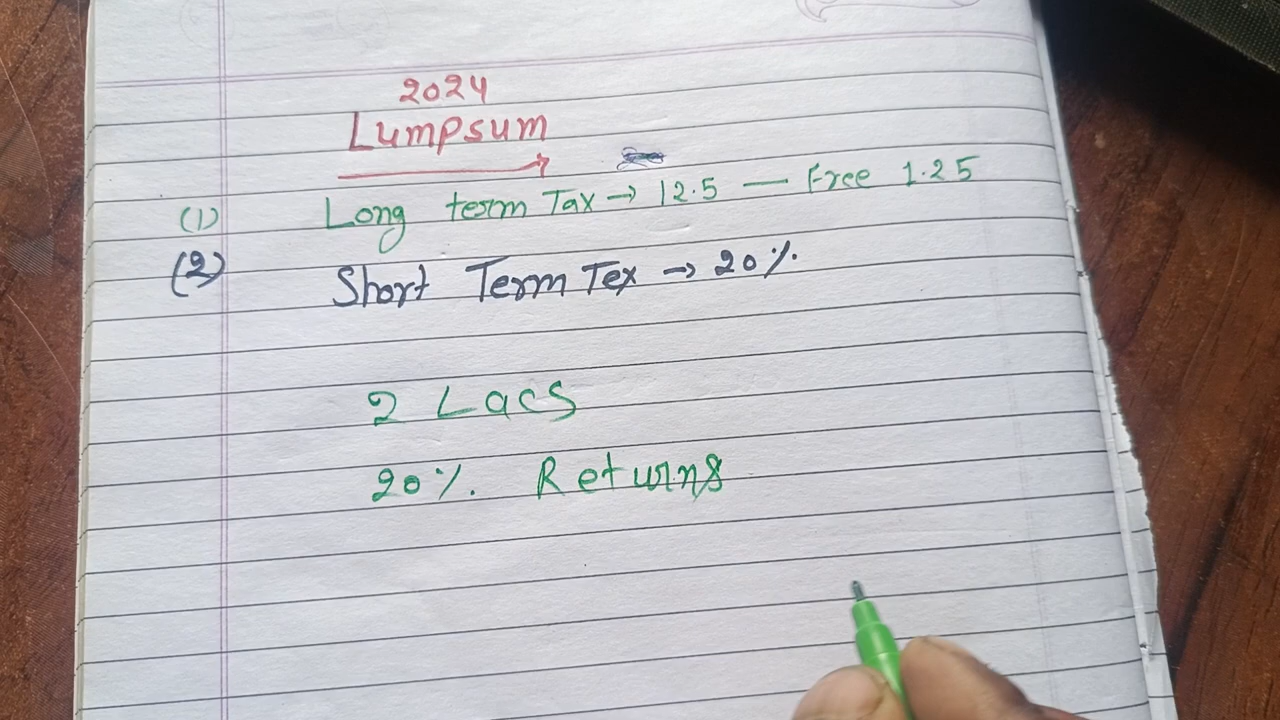 2024
Lumpsum
(1) Long term Tax → 12.5 — Free 1.25
(2) Short Term Tex → 20%.
2 Lacs
20%. Returns